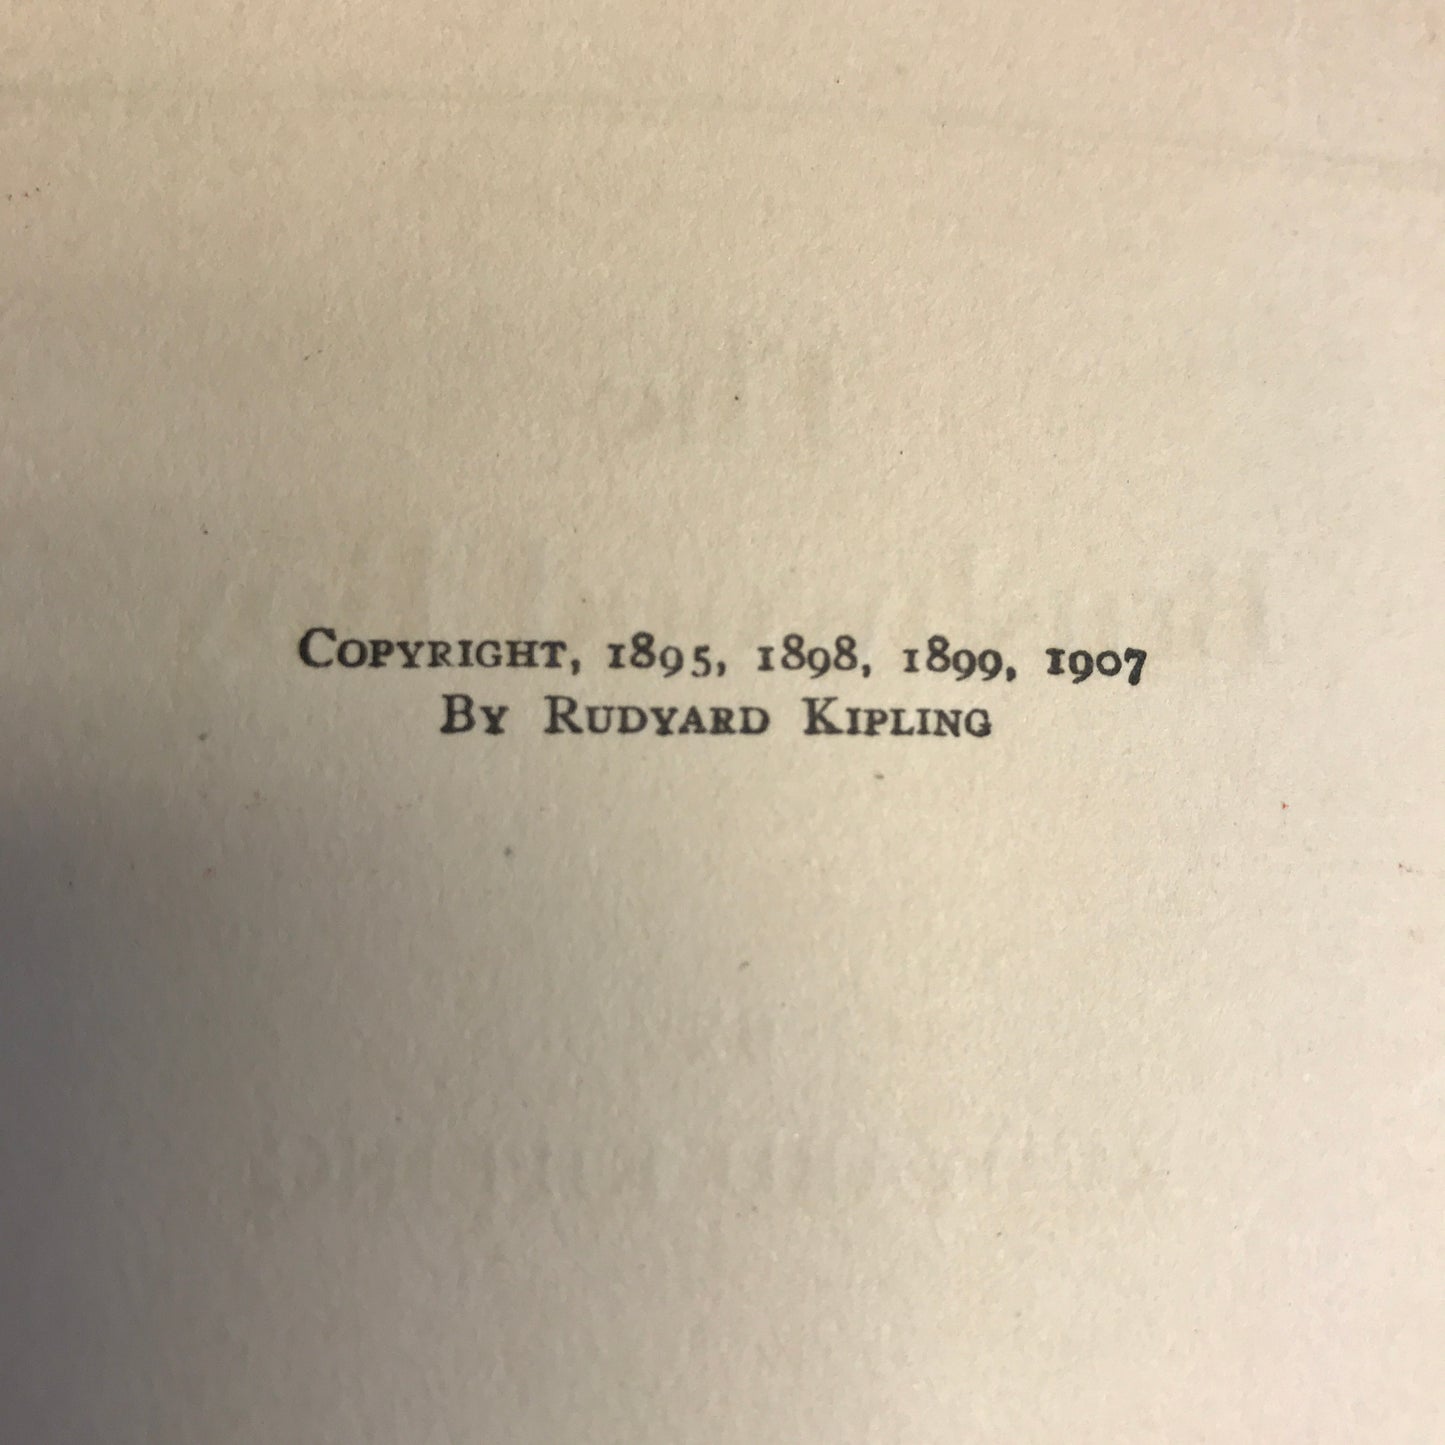 Copyright, 1895, 1898, 1899, 1907
By Rudyard Kipling